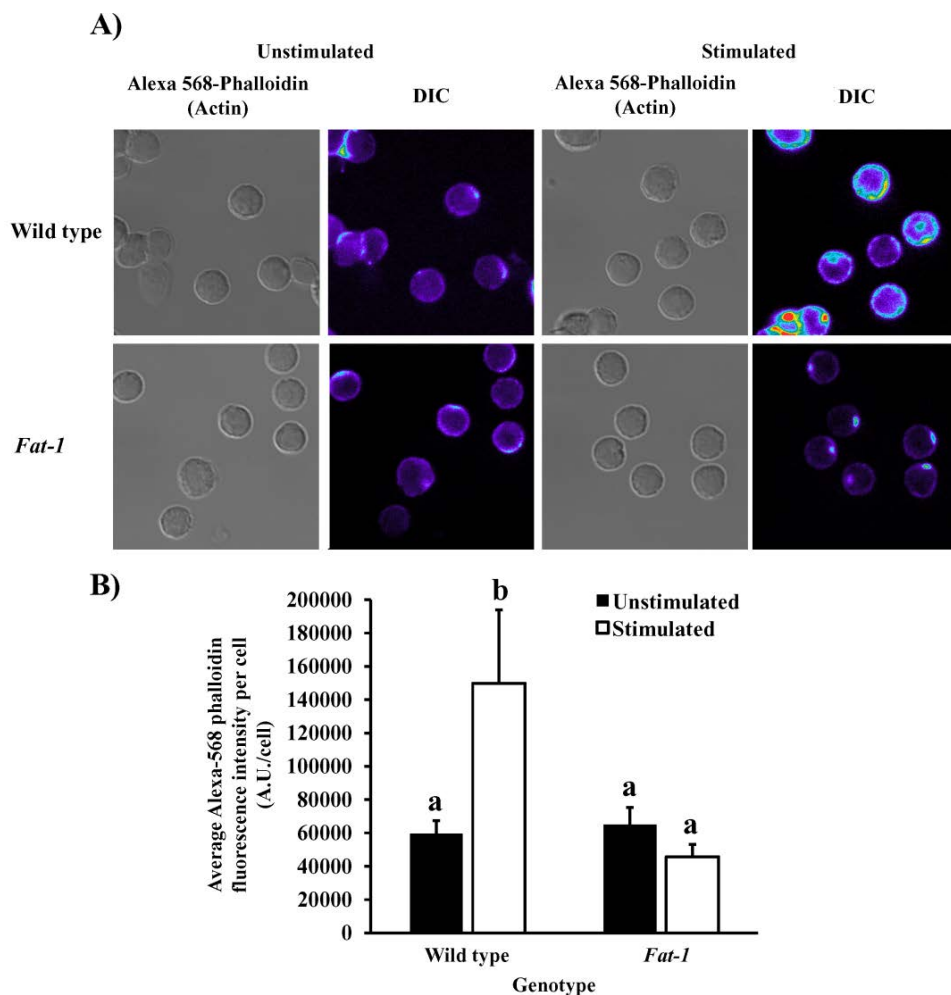 A)
Unstimulated Stimulated
Alexa 568-Phalloidin DIC Alexa 568-Phalloidin DIC
(Actin) (Actin)
Wild type
Fat-1
B)
Average Alexa-568 phalloidin
fluorescence intensity per cell
(A.U./cell)
200000
180000
160000
140000
120000
100000
80000
60000
40000
20000
0
a
b
a
a
Unstimulated
Stimulated
Wild type Fat-1
Genotype